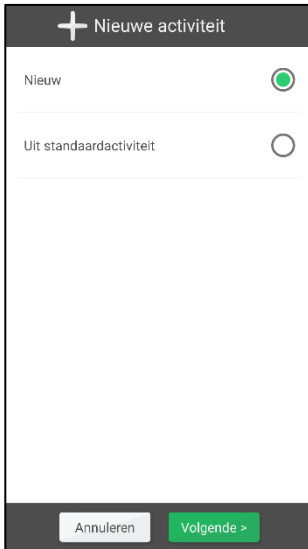 Nieuwe activiteit
Nieuw
Uit standaardactiviteit
Annuleren
Volgende >